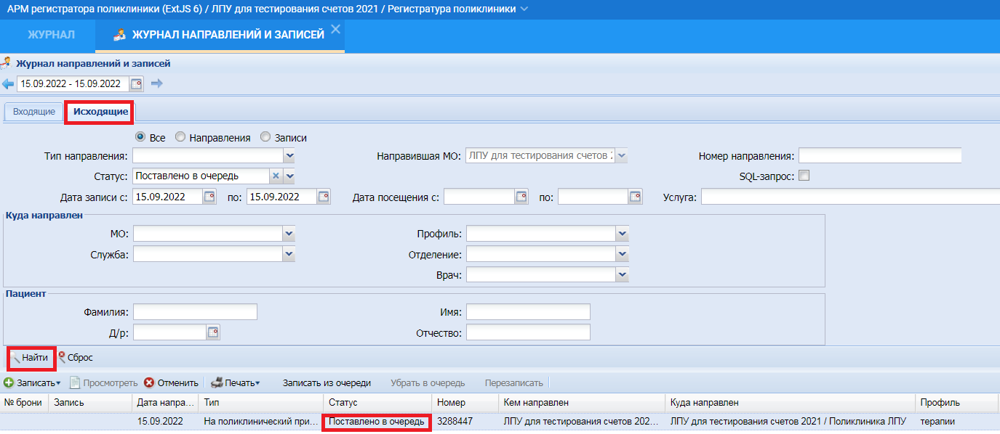 АРМ регистратора поликлиники (ExtJS 6) / ЛПУ для тестирования счетов 2021 / Регистратура поликлиники
ЖУРНАЛ ЖУРНАЛ НАПРАВЛЕНИЙ И ЗАПИСЕЙ
Журнал направлений и записей
15.09.2022 - 15.09.2022
Входящие Исходящие
Все Направления Записи
Тип направления: Направившая МО: ЛПУ для тестирования счетов 2 Номер направления:
Статус: Поставлено в очередь SQL-запрос:
Дата записи с: 15.09.2022 по: 15.09.2022 Дата посещения с: по: Услуга:
Куда направлен
МО: Профиль:
Служба: Отделение:
Врач:
Пациент
Фамилия: Имя:
Д/р: Отчество:
Найти Сброс
Записать Просмотреть Отменить Печать Записать из очереди Убрать в очередь Перезаписать
№ брони Запись Дата напра... Тип Статус Номер Кем направлен Куда направлен Профиль
15.09.2022 На поликлинический при... Поставлено в очередь 3288447 ЛПУ для тестирования счетов 202... ЛПУ для тестирования счетов 2021 / Поликлиника ЛПУ терапии